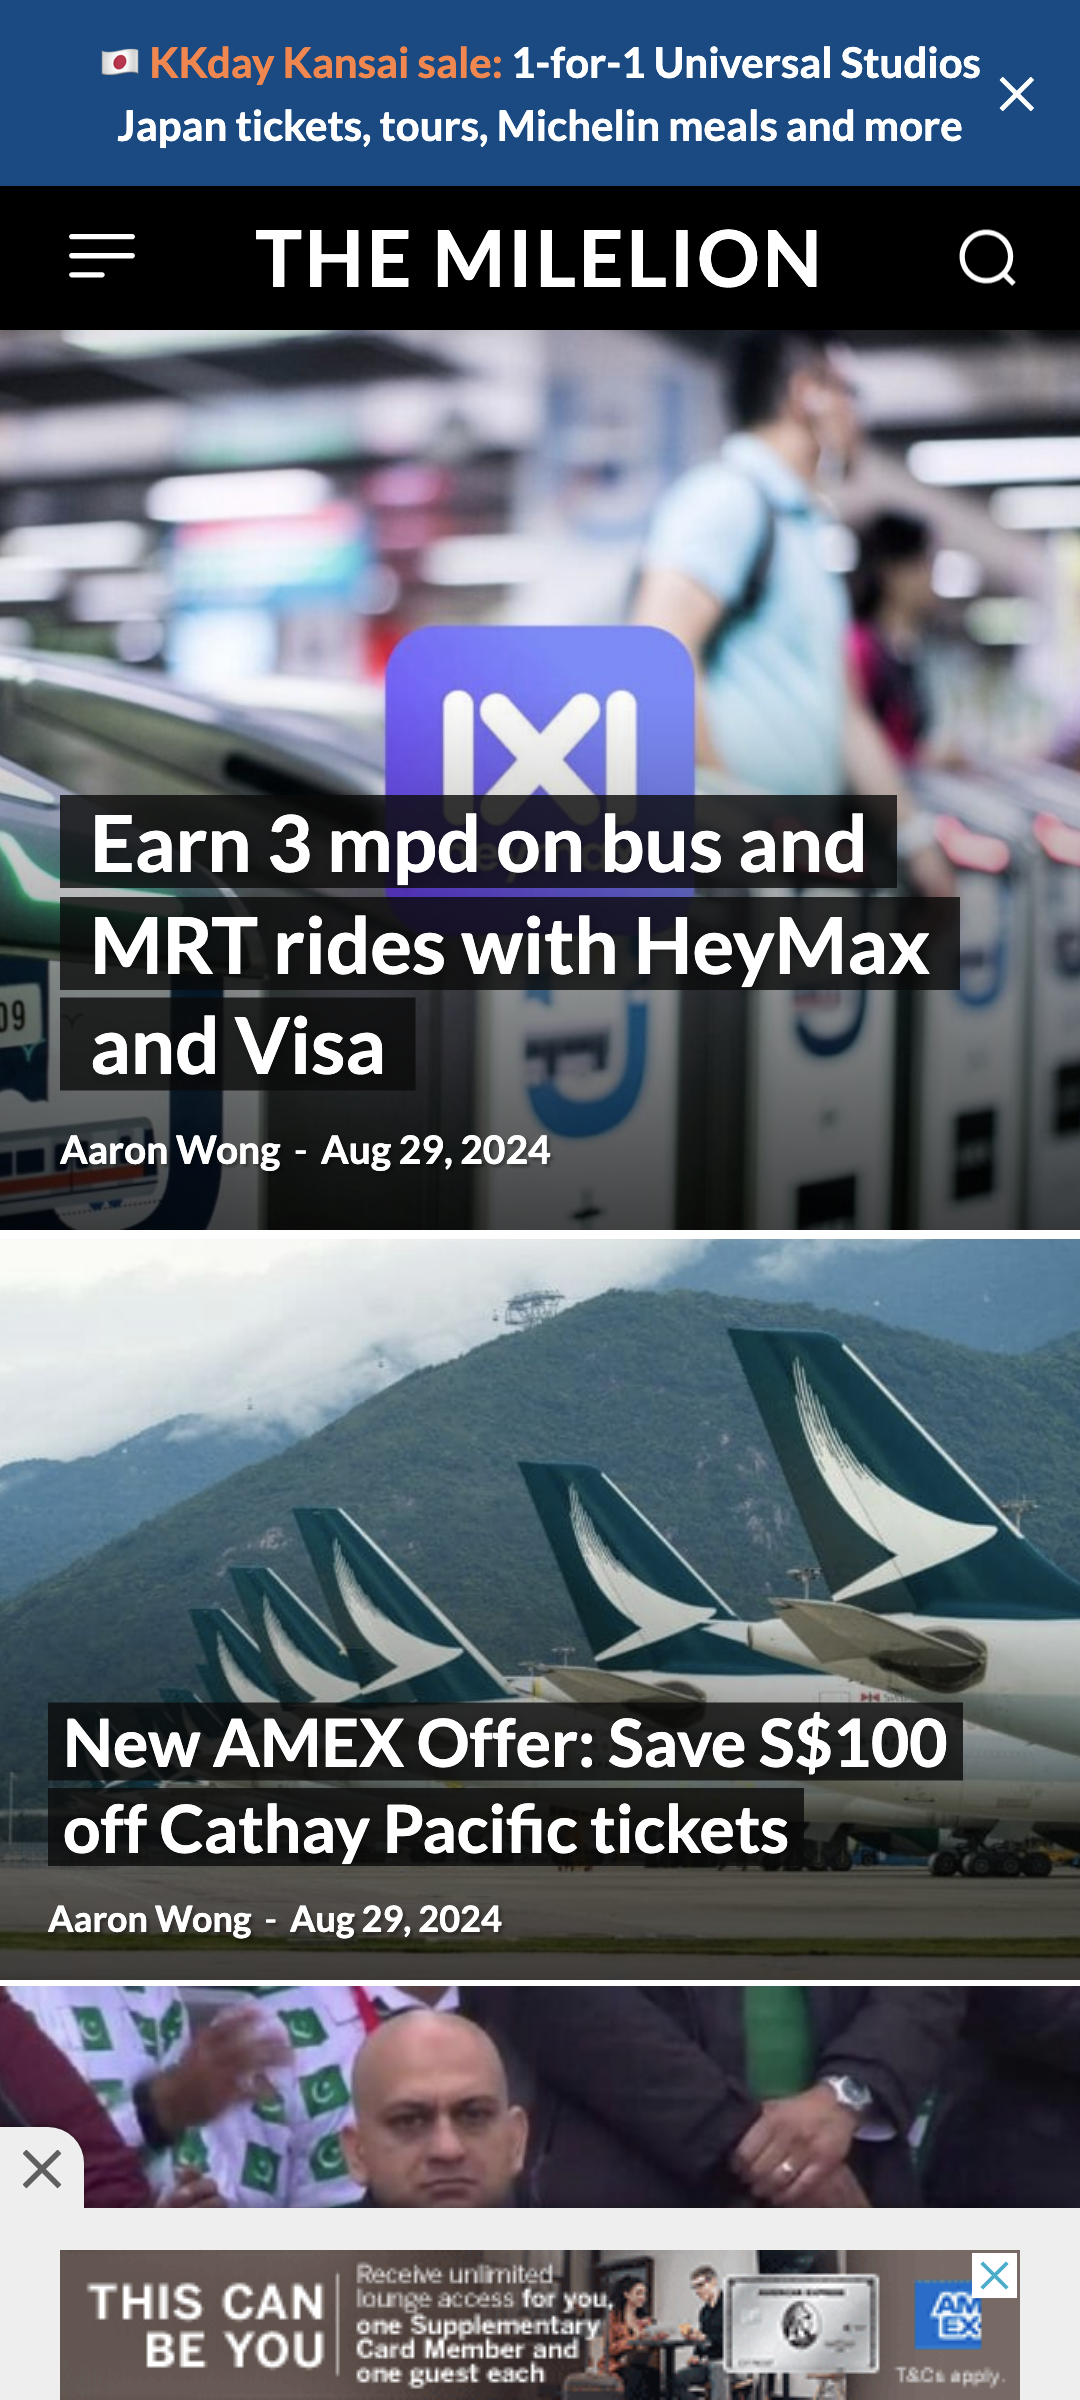 🇯🇵 KKday Kansai sale: 1-for-1 Universal Studios
Japan tickets, tours, Michelin meals and more
THE MILELION
Earn 3 mpd on bus and
MRT rides with HeyMax
and Visa
09
Aaron Wong - Aug 29, 2024
New AMEX Offer: Save S$100
off Cathay Pacific tickets
Aaron Wong - Aug 29, 2024
THIS CAN
BE YOU
Receive unlimited
lounge access for you,
one Supplementary
Card Member and
one guest each
AMERICAN EXPRESS
AM
EX
T&Cs apply.